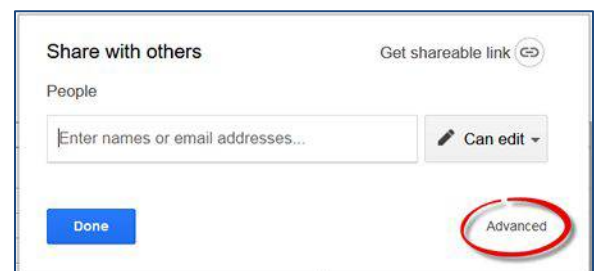 Share with others
Get shareable link
People
Enter names or email addresses...
Can edit
Done
Advanced